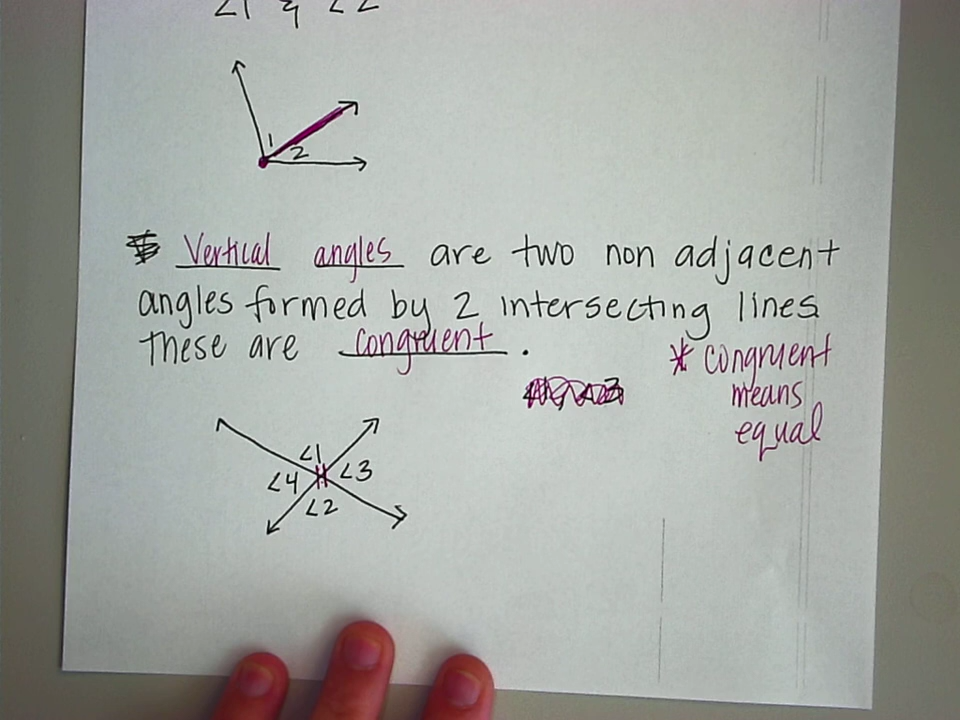 ∠1 & ∠2
1
2
Vertical angles are two non adjacent
angles formed by 2 intersecting lines
these are congruent.
* congruent
means
equal
∠1
∠4 ∠3
∠2